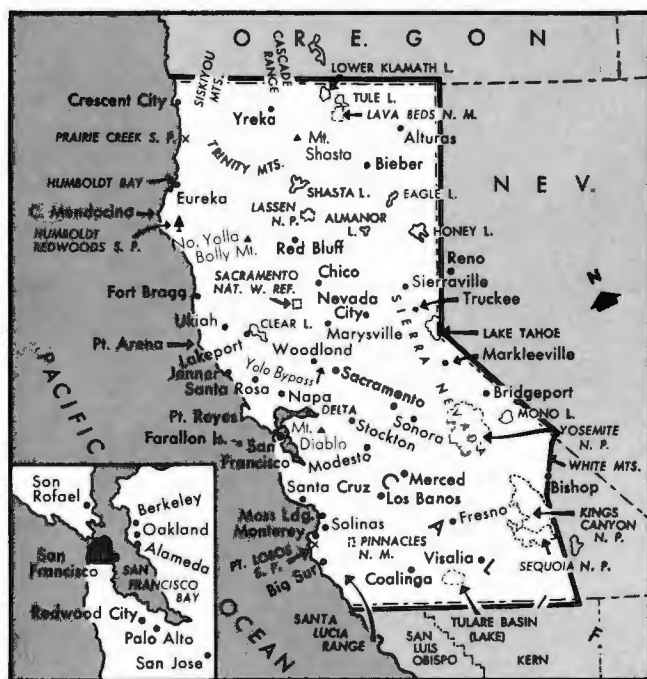 OREGON
CASCADE
RANGE
SISKIYOU
MTS.
LOWER KLAMATH L.
Crescent City
TULE L.
LAVA BEDS N. M.
Yreka
Alturas
PRAIRIE CREEK S. P.
Mt.
Shasta
TRINITY MTS.
Bieber
NEV.
HUMBOLDT BAY
SHASTA L.
EAGLE L.
Eureka
LASSEN
N. P.
ALMANOR
L.
C. Mendocino
HUMBOLDT
REDWOODS S. P.
HONEY L.
No. Yolla
Bolly Mt.
Red Bluff
Reno
SACRAMENTO
NAT. W. REF.
Chico
Sierraville
N
Fort Bragg
Nevada
City
Truckee
Ukiah
CLEAR L.
Marysville
SIERRA NEVADA
LAKE TAHOE
Pt. Arena
Lakeport
Woodland
Markleeville
Jenner
Yolo Bypass
Sacramento
Santa Rosa
Napa
Bridgeport
MONO L.
Pt. Reyes
DELTA
Farallon Is.
Mt.
Diablo
Stockton
Sonora
YOSEMITE
N. P.
San
Francisco
Modesto
WHITE MTS.
PACIFIC
OCEAN
Santa Cruz
C A L I F
Merced
Los Banos
Bishop
Moss Ldg.
Monterey
Salinas
Fresno
KINGS
CANYON
N. P.
PT. LOBOS
S. P.
PINNACLES
N. M.
Visalia
SEQUOIA N. P.
Big Sur
Coalinga
TULARE BASIN
(LAKE)
SANTA
LUCIA
RANGE
SAN
LUIS
OBISPO
KERN
San
Rafael
Berkeley
Oakland
Alameda
San
Francisco
SAN
FRANCISCO
BAY
Redwood City
Palo Alto
San Jose